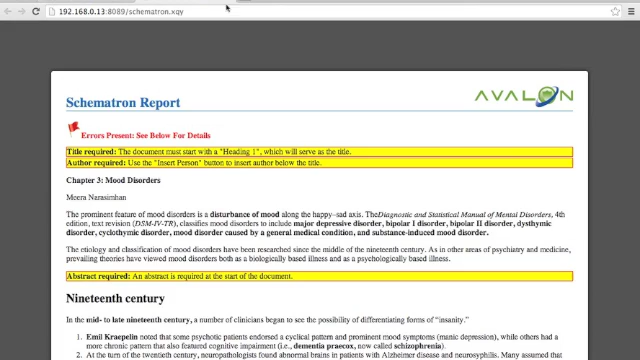 192.168.0.13:8089/schematron.xqy
Schematron Report
AVALON
Errors Present: See Below For Details
Title required: The document must start with a "Heading 1", which will serve as the title.
Author required: Use the "Insert Person" button to insert author below the title.
Chapter 3: Mood Disorders
Meera Narasimhan
The prominent feature of mood disorders is a disturbance of mood along the happy–sad axis. TheDiagnostic and Statistical Manual of Mental Disorders, 4th
edition, text revision (DSM-IV-TR), classifies mood disorders to include major depressive disorder, bipolar I disorder, bipolar II disorder, dysthymic
disorder, cyclothymic disorder, mood disorder caused by a general medical condition, and substance-induced mood disorder.
The etiology and classification of mood disorders have been researched since the middle of the nineteenth century. As in other areas of psychiatry and medicine,
prevailing theories have viewed mood disorders both as a biologically based illness and as a psychologically based illness.
Abstract required: An abstract is required at the start of the document.
Nineteenth century
In the mid- to late nineteenth century, a number of clinicians began to see the possibility of differentiating forms of “insanity.”
1. Emil Kraepelin noted that some psychotic patients endorsed a cyclical pattern and prominent mood symptoms (manic depression), while others had a
more chronic pattern that also featured cognitive impairment (i.e., dementia praecox, now called schizophrenia).
2. At the turn of the twentieth century, neuropathologists found abnormal brains in patients with Alzheimer disease and neurosyphilis. Many assumed that